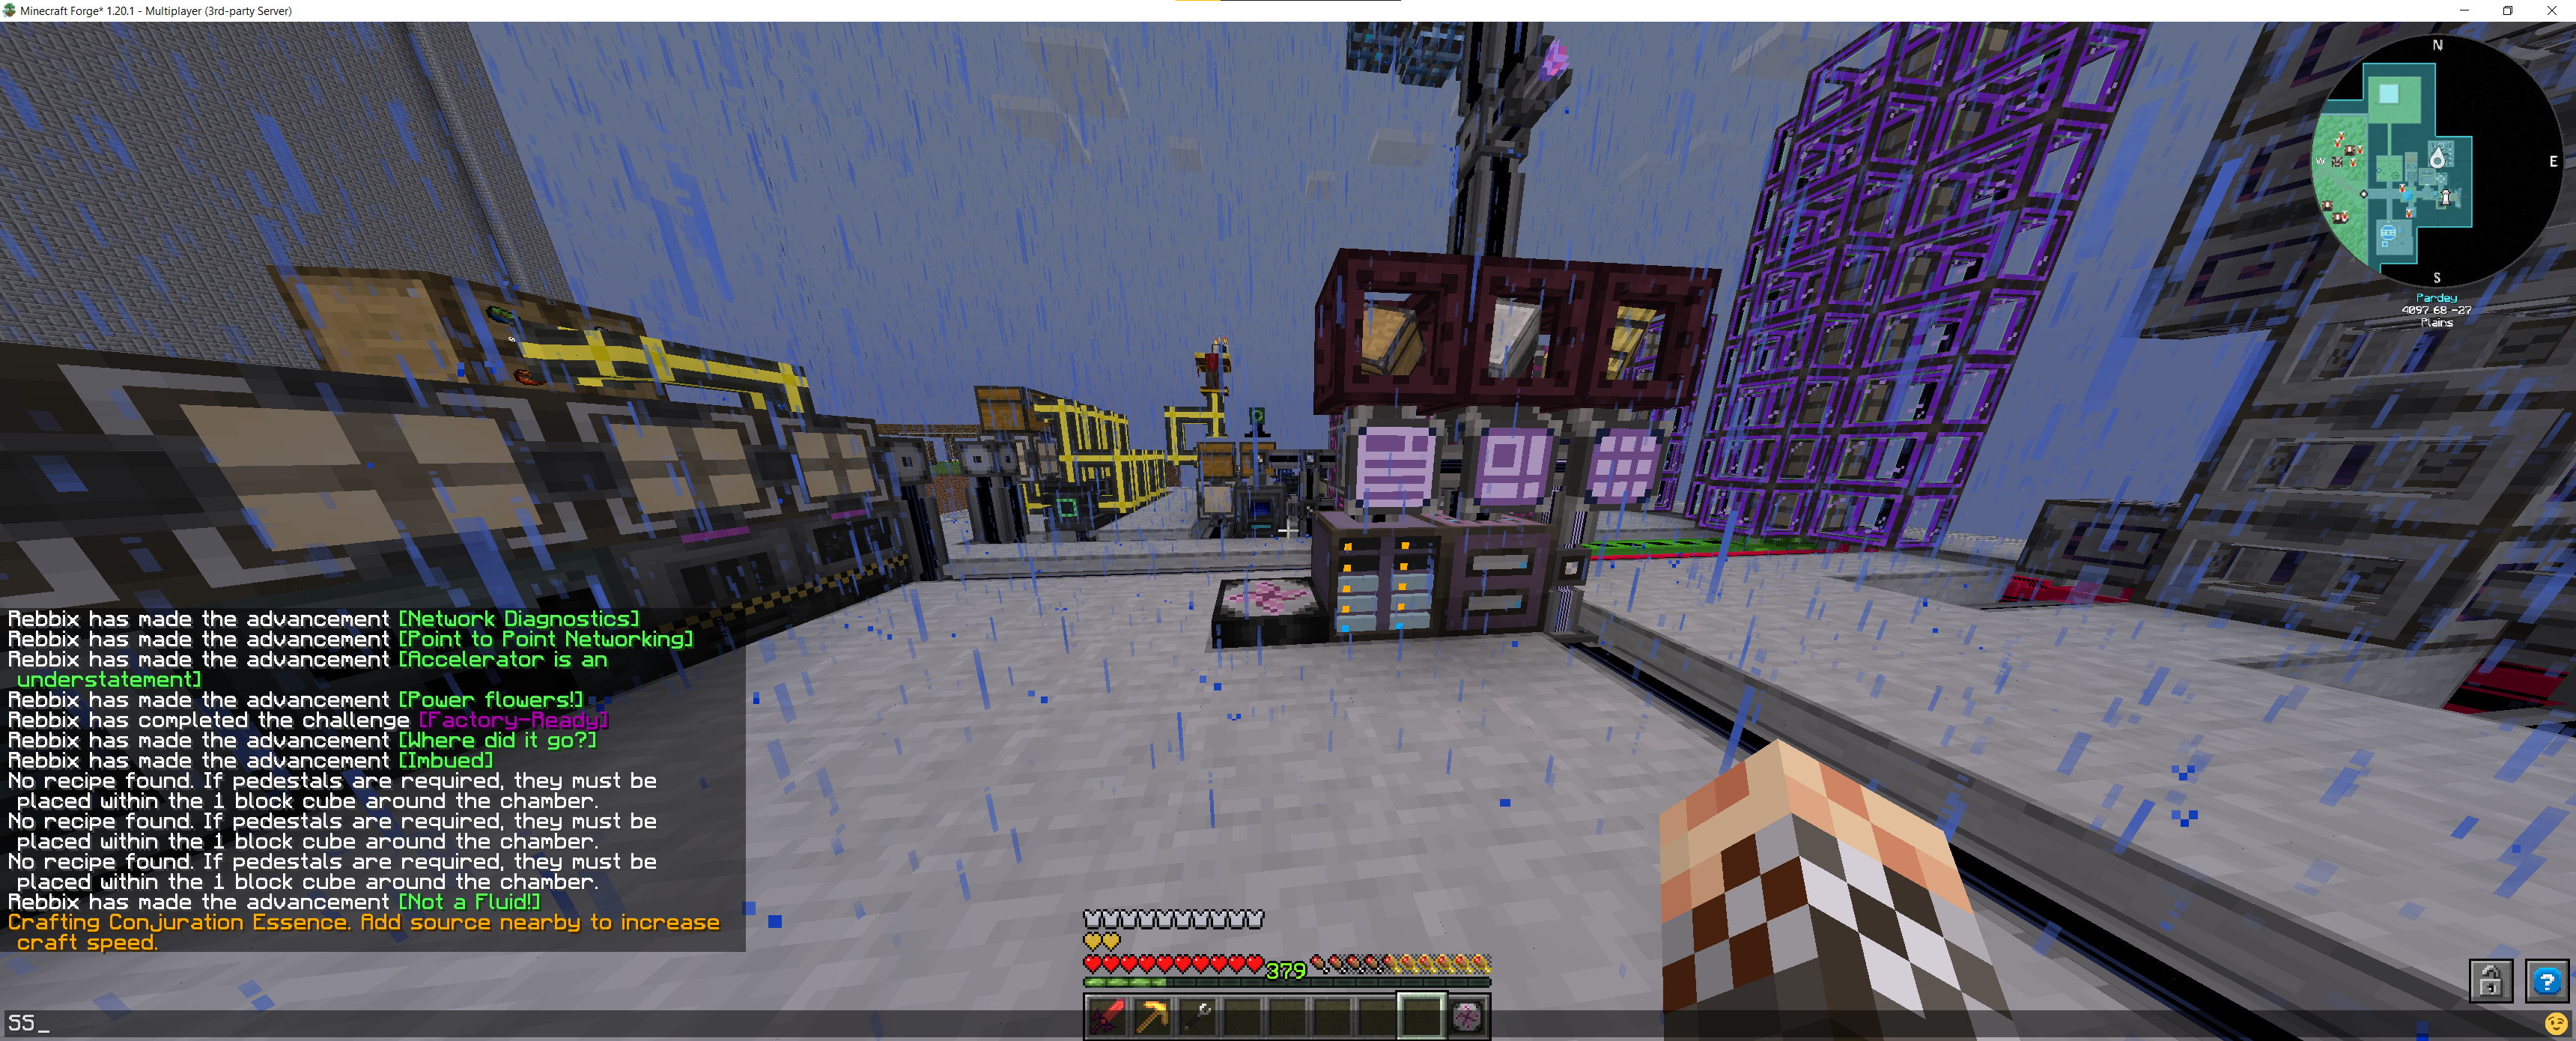 Minecraft Forge* 1.20.1 - Multiplayer (3rd-party Server)
N
W
E
S
Pardey
4097 68 -27
Plains
Rebbix has made the advancement [Network Diagnostics]
Rebbix has made the advancement [Point to Point Networking]
Rebbix has made the advancement [Accelerator is an
understatement]
Rebbix has made the advancement [Power flowers!]
Rebbix has completed the challenge [Factory-Ready]
Rebbix has made the advancement [Where did it go?]
Rebbix has made the advancement [Imbued]
No recipe found. If pedestals are required, they must be
placed within the 1 block cube around the chamber.
No recipe found. If pedestals are required, they must be
placed within the 1 block cube around the chamber.
No recipe found. If pedestals are required, they must be
placed within the 1 block cube around the chamber.
Rebbix has made the advancement [Not a Fluid!]
Crafting Conjuration Essence. Add source nearby to increase
craft speed.
379
?
SS_